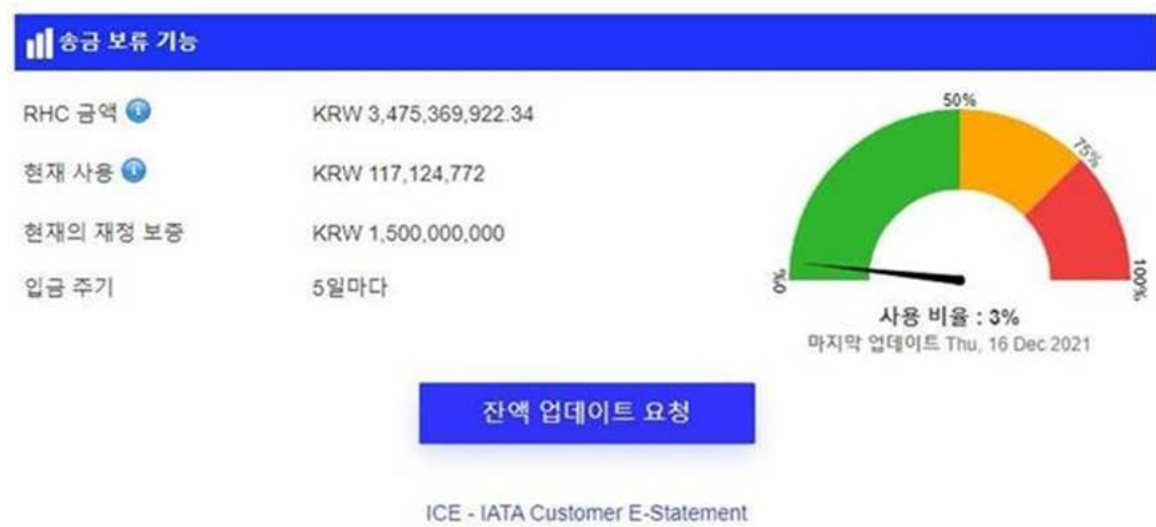 송금 보류 기능
RHC 금액 KRW 3,475,369,922.34
현재 사용 KRW 117,124,772
현재의 재정 보증 KRW 1,500,000,000
입금 주기 5일마다
0%
50%
75%
100%
사용 비율 : 3%
마지막 업데이트 Thu, 16 Dec 2021
잔액 업데이트 요청
ICE - IATA Customer E-Statement